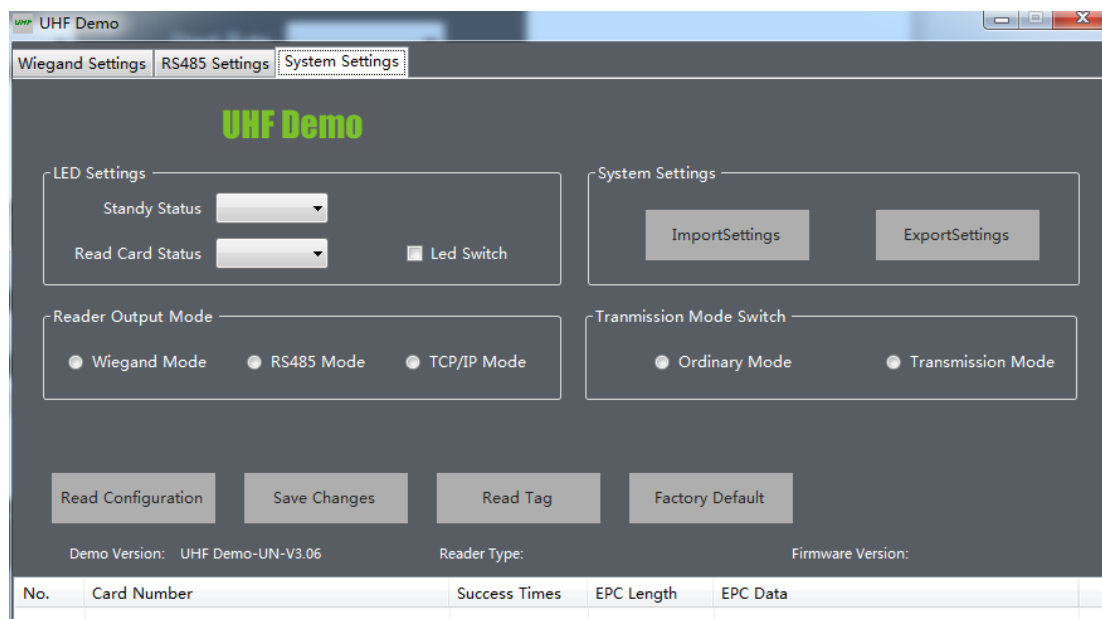 UHF UHF Demo
Wiegand Settings RS485 Settings System Settings
UHF Demo
LED Settings
Standy Status
Read Card Status
Led Switch
System Settings
ImportSettings ExportSettings
Reader Output Mode
Wiegand Mode RS485 Mode TCP/IP Mode
Tranmission Mode Switch
Ordinary Mode Transmission Mode
Read Configuration Save Changes Read Tag Factory Default
Demo Version: UHF Demo-UN-V3.06 Reader Type: Firmware Version:
No. Card Number Success Times EPC Length EPC Data